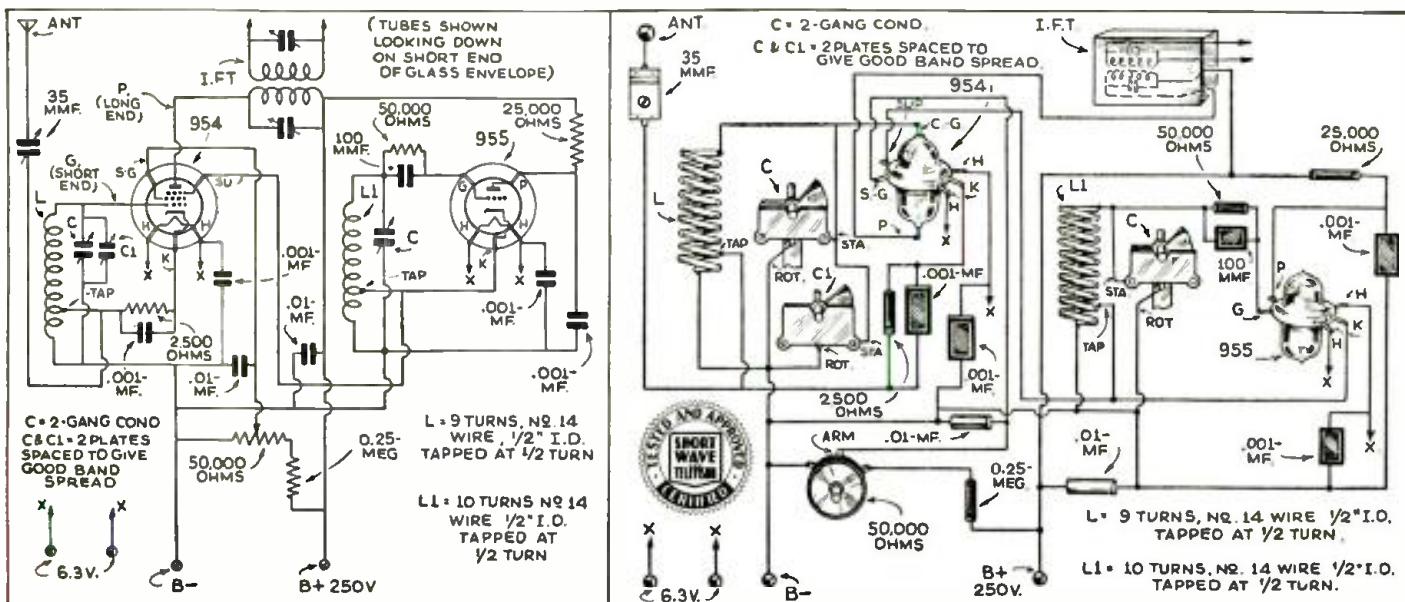 ANT
35
MMF.
P.
(LONG
END)
I.F.T
(TUBES SHOWN
LOOKING DOWN
ON SHORT END
OF GLASS ENVELOPE)
50,000
OHMS
25,000
OHMS
954
100
MMF.
955
S-G
SU
G.
(SHORT
END)
L
L1
G
P
C
C1
C
H
H
H
H
K
K
X
X
X
X
TAP
TAP
.001-
MF
.001-
MF.
.01-
MF.
2,500
OHMS
.001-
MF.
.01-
MF.
.001-
MF.
C = 2-GANG COND
C & C1 = 2 PLATES
SPACED TO GIVE
GOOD BAND
SPREAD
50,000
OHMS
0.25-
MEG
L = 9 TURNS, NO. 14
WIRE, 1/2" I.D.
TAPPED AT 1/2 TURN
L1 = 10 TURNS NO 14
WIRE 1/2" I.D.
TAPPED AT
1/2 TURN
X
X
6.3V.
B-
B+ 250V
ANT.
35
MMF.
C = 2-GANG COND.
C & C1 = 2 PLATES SPACED TO
GIVE GOOD BAND SPREAD.
I.F.T.
954
SUP
C-G
50,000
OHMS
25,000
OHMS
C
S-G
H
K
H
L
P
X
L1
C
TAP
STA
ROT.
C1
.001-MF
100
MMF
.001-
MF.
P
H
G
K
H
STA
ROT
TAP
X
STA
ROT.
955
X
2500
OHMS
.001-
MF.
.01-MF.
X
TESTED AND APPROVED
SHORT
WAVE
TELEVISION
CERTIFIED
ARM
0.25-
MEG.
.01-
MF
.001-
MF.
50,000
OHMS
L = 9 TURNS, NO. 14 WIRE 1/2" I.D.
TAPPED AT 1/2 TURN.
X
X
6.3V.
B-
B+
250V.
L1 = 10 TURNS, NO. 14 WIRE 1/2" I.D.
TAPPED AT 1/2 TURN.